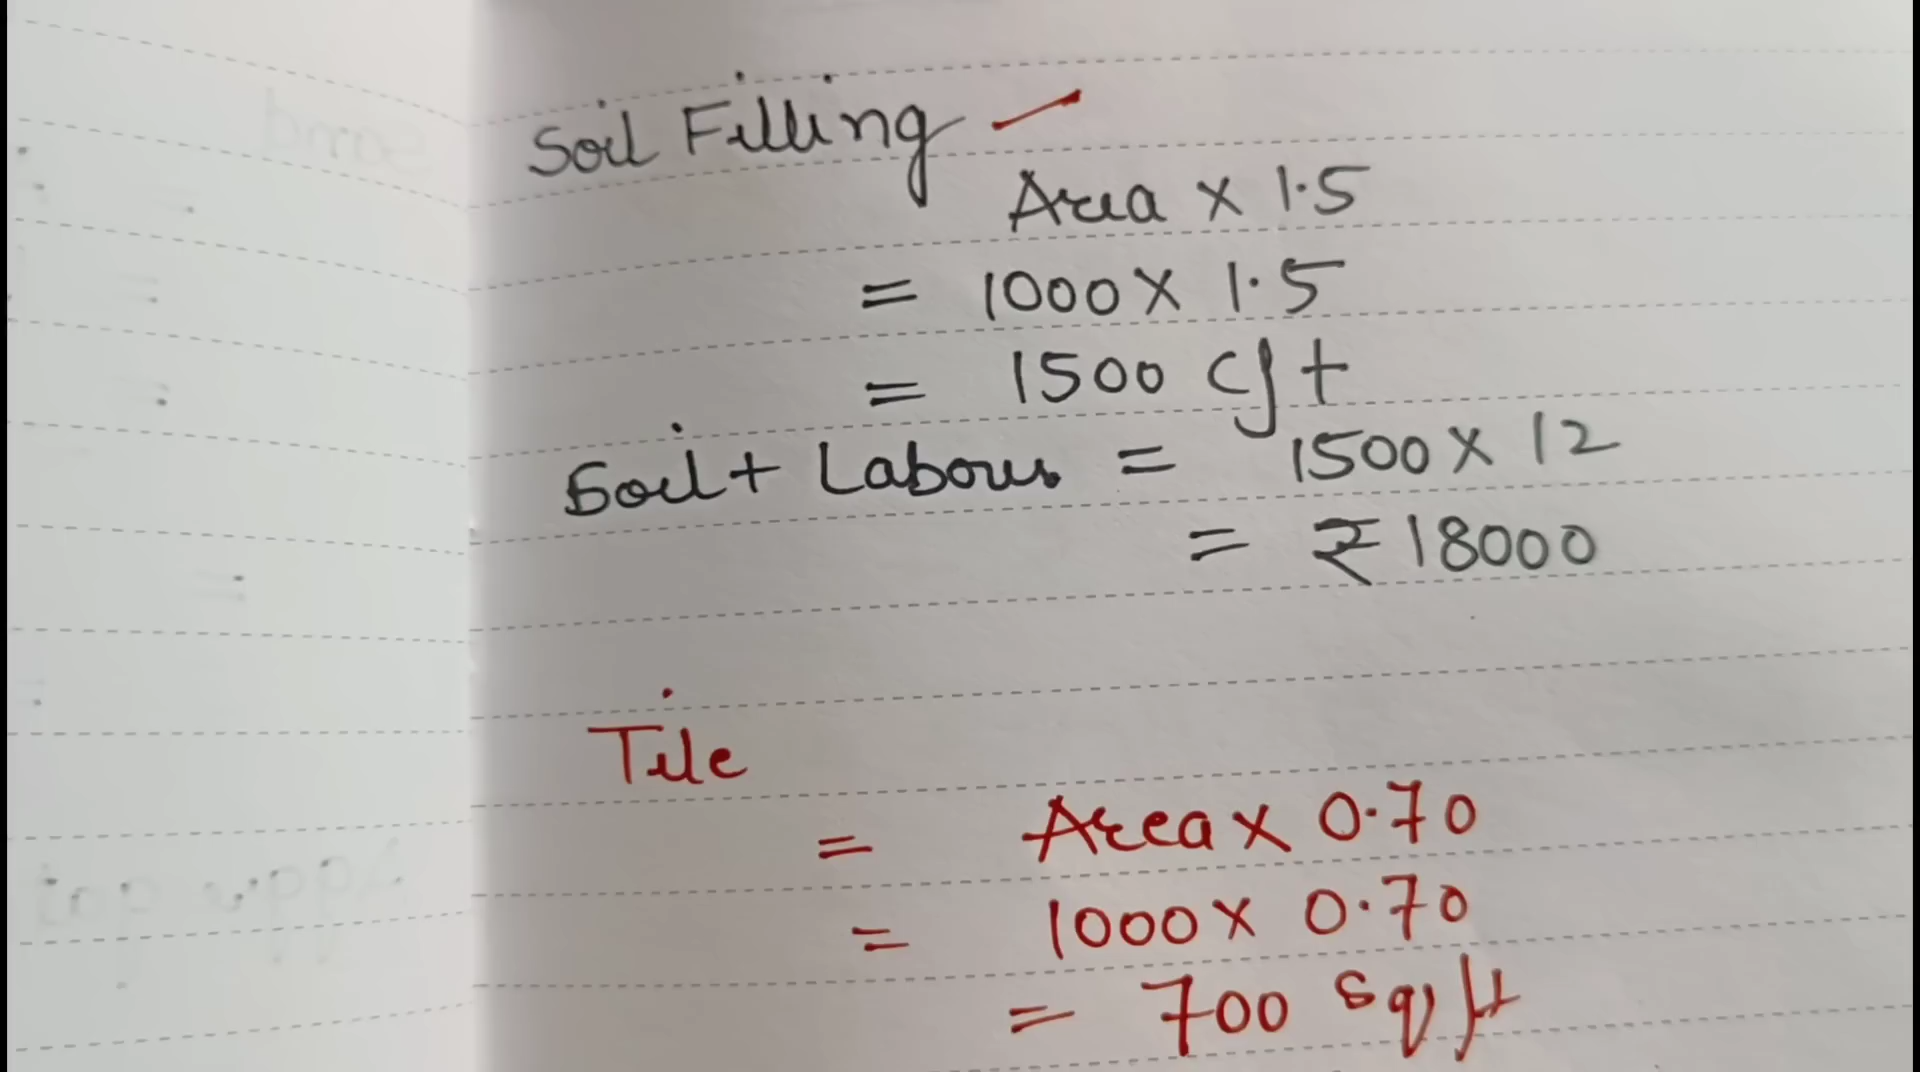 Soil Filling -
Area x 1.5
= 1000 x 1.5
= 1500 cft
Soil + Labour = 1500 x 12
= ₹ 18000
Tile
= Area x 0.70
= 1000 x 0.70
= 700 sqft